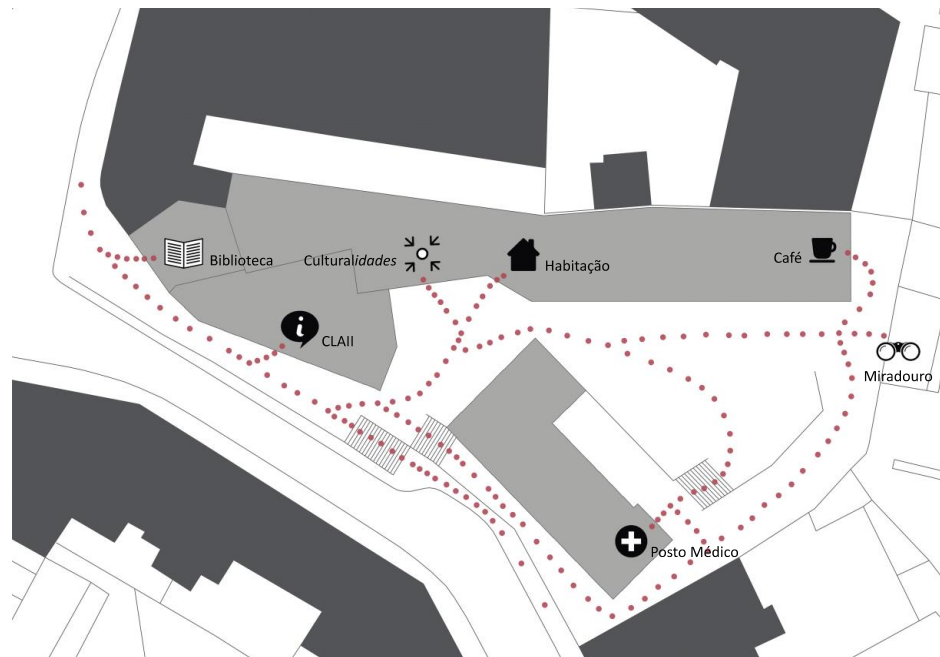 Biblioteca
Culturalidades
Habitação
Café
CLAII
Miradouro
Posto Médico